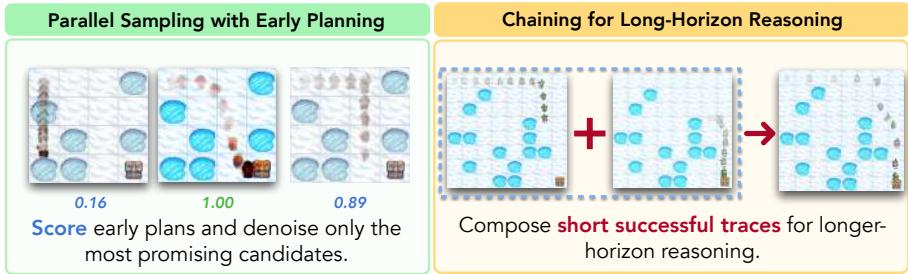 Parallel Sampling with Early Planning
0.16
1.00
0.89
Score early plans and denoise only the
most promising candidates.
Chaining for Long-Horizon Reasoning
+
Compose short successful traces for longer-
horizon reasoning.